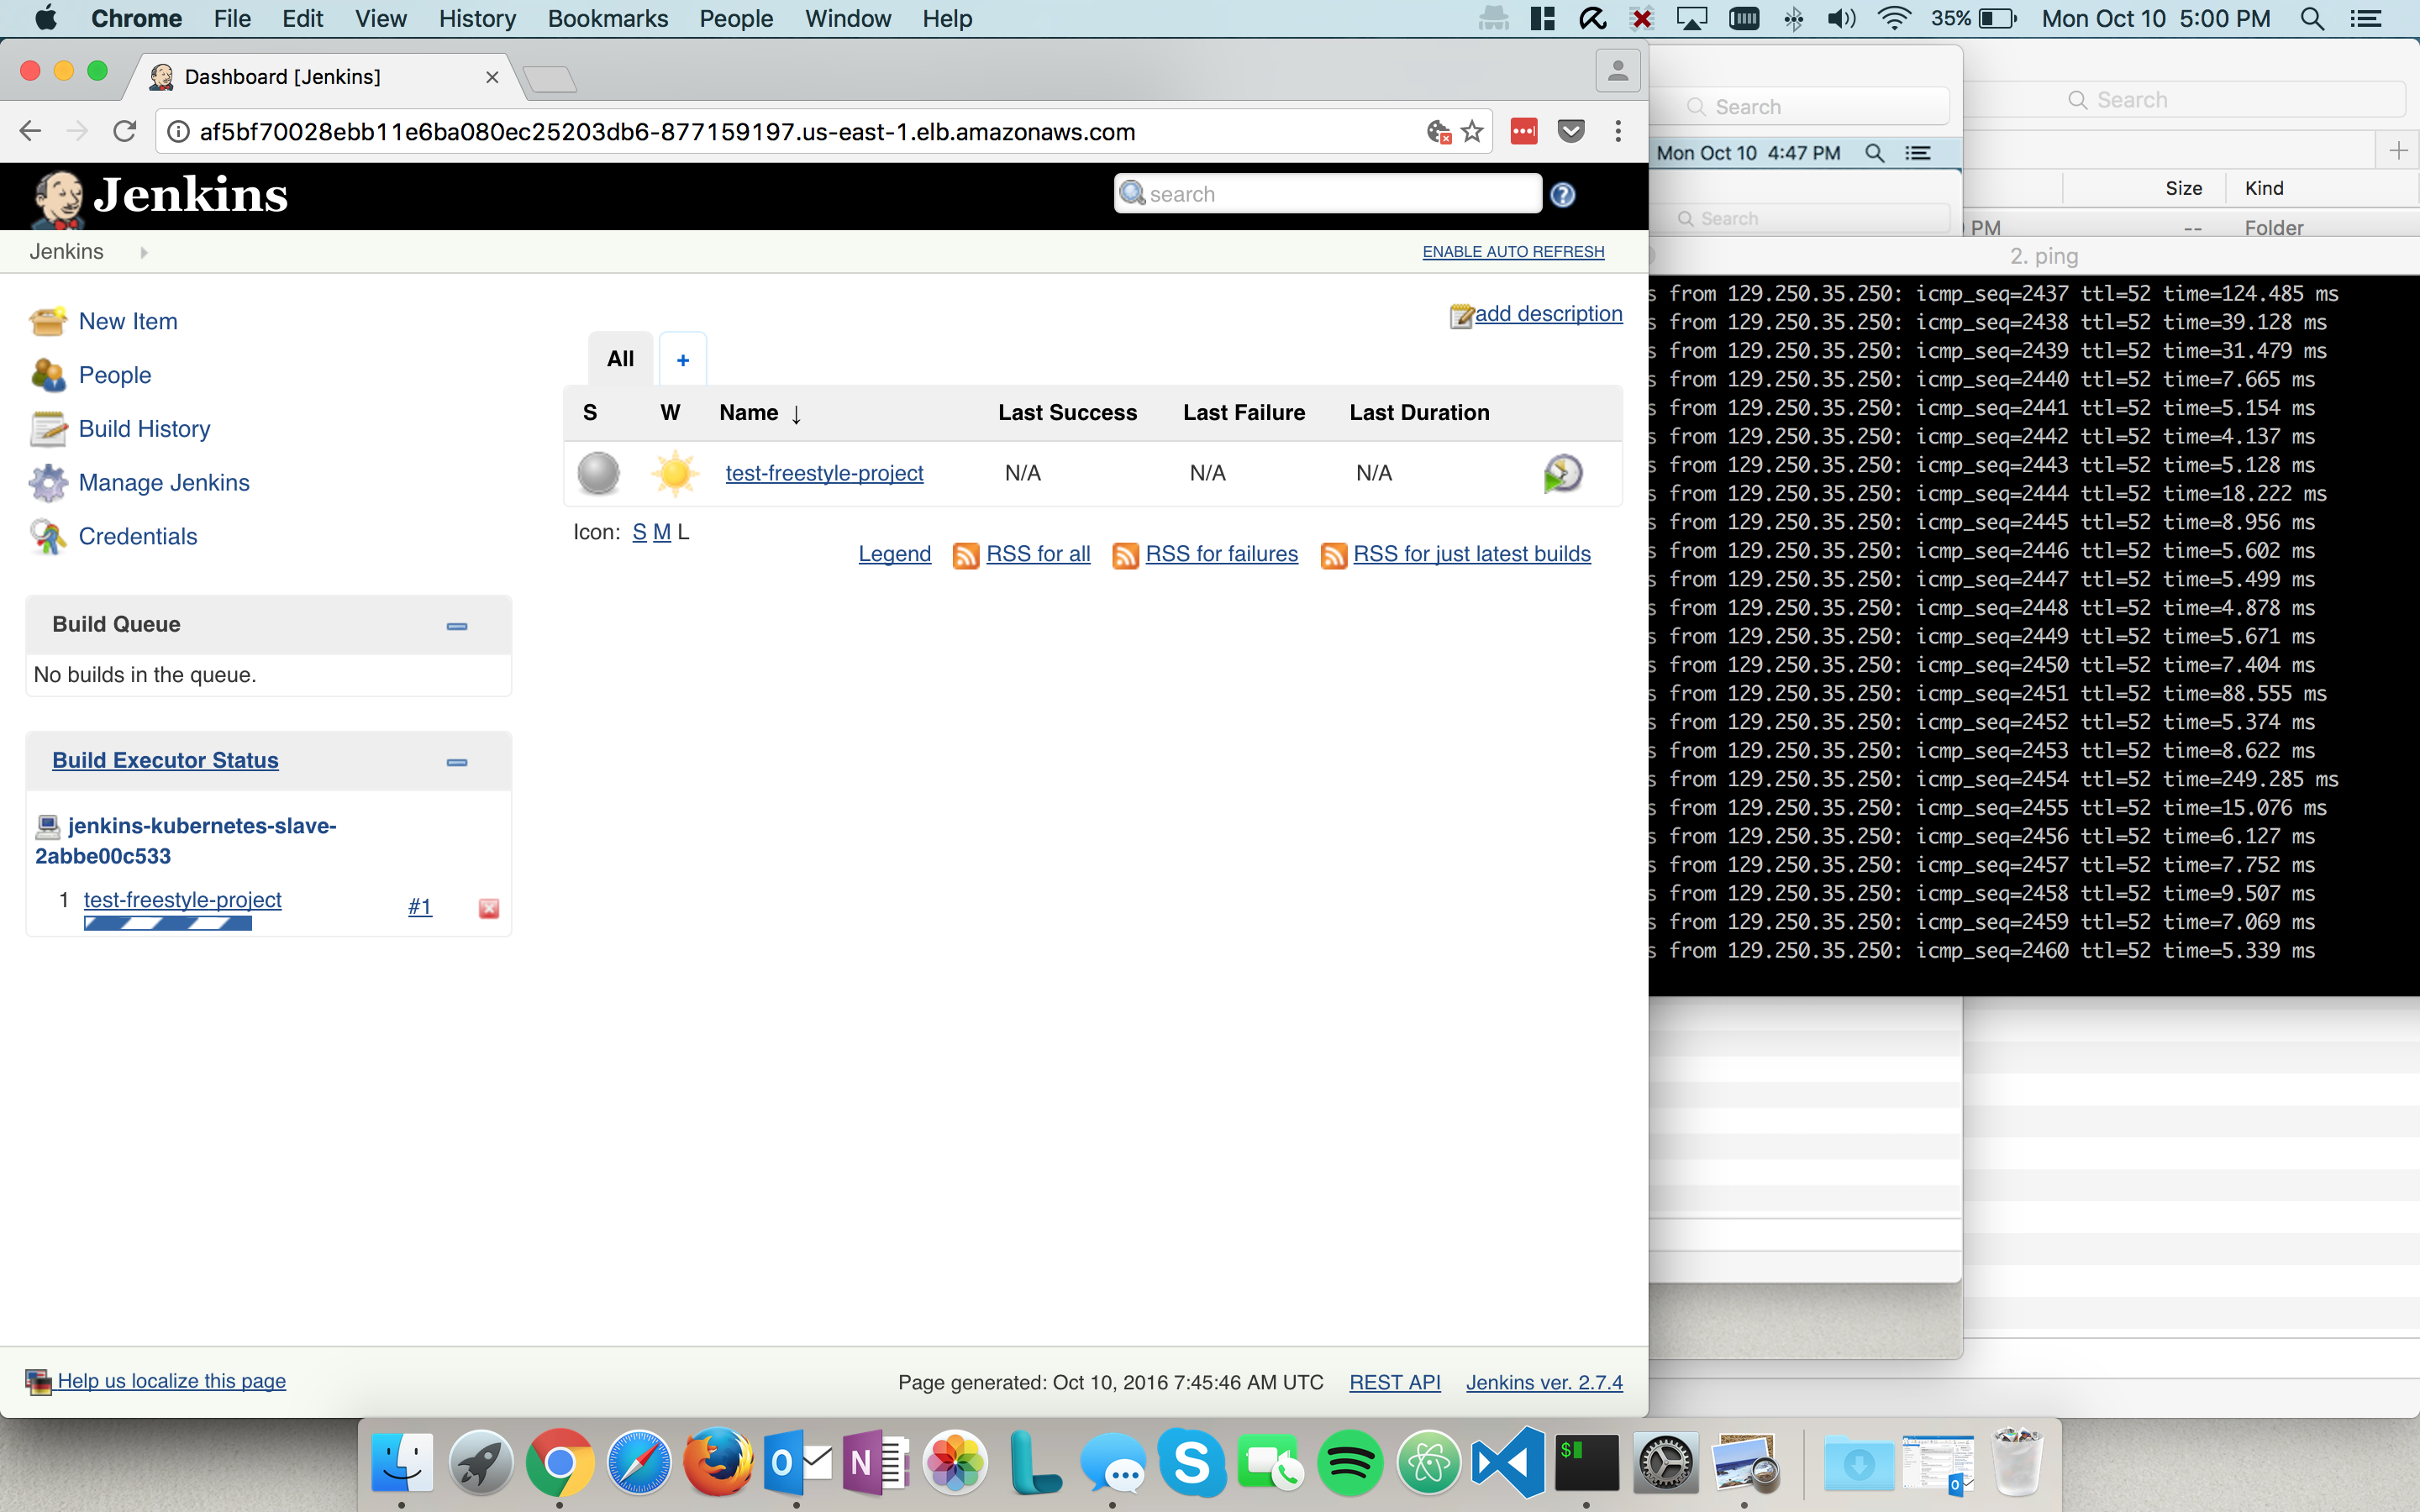 Chrome File Edit View History Bookmarks People Window Help 35% Mon Oct 10 5:00 PM
Dashboard [Jenkins]
af5bf70028ebb11e6ba080ec25203db6-877159197.us-east-1.elb.amazonaws.com
Jenkins
search
Jenkins
ENABLE AUTO REFRESH
New Item
People
Build History
Manage Jenkins
Credentials
Build Queue
No builds in the queue.
Build Executor Status
jenkins-kubernetes-slave-
2abbe00c533
1 test-freestyle-project #1
add description
All +
S W Name ↓ Last Success Last Failure Last Duration
test-freestyle-project N/A N/A N/A
Icon: S M L
Legend RSS for all RSS for failures RSS for just latest builds
Help us localize this page
Page generated: Oct 10, 2016 7:45:46 AM UTC REST API Jenkins ver. 2.7.4
Search
Mon Oct 10 4:47 PM
Search
Search
Size Kind
PM -- Folder
2. ping
s from 129.250.35.250: icmp_seq=2437 ttl=52 time=124.485 ms
s from 129.250.35.250: icmp_seq=2438 ttl=52 time=39.128 ms
s from 129.250.35.250: icmp_seq=2439 ttl=52 time=31.479 ms
s from 129.250.35.250: icmp_seq=2440 ttl=52 time=7.665 ms
s from 129.250.35.250: icmp_seq=2441 ttl=52 time=5.154 ms
s from 129.250.35.250: icmp_seq=2442 ttl=52 time=4.137 ms
s from 129.250.35.250: icmp_seq=2443 ttl=52 time=5.128 ms
s from 129.250.35.250: icmp_seq=2444 ttl=52 time=18.222 ms
s from 129.250.35.250: icmp_seq=2445 ttl=52 time=8.956 ms
s from 129.250.35.250: icmp_seq=2446 ttl=52 time=5.602 ms
s from 129.250.35.250: icmp_seq=2447 ttl=52 time=5.499 ms
s from 129.250.35.250: icmp_seq=2448 ttl=52 time=4.878 ms
s from 129.250.35.250: icmp_seq=2449 ttl=52 time=5.671 ms
s from 129.250.35.250: icmp_seq=2450 ttl=52 time=7.404 ms
s from 129.250.35.250: icmp_seq=2451 ttl=52 time=88.555 ms
s from 129.250.35.250: icmp_seq=2452 ttl=52 time=5.374 ms
s from 129.250.35.250: icmp_seq=2453 ttl=52 time=8.622 ms
s from 129.250.35.250: icmp_seq=2454 ttl=52 time=249.285 ms
s from 129.250.35.250: icmp_seq=2455 ttl=52 time=15.076 ms
s from 129.250.35.250: icmp_seq=2456 ttl=52 time=6.127 ms
s from 129.250.35.250: icmp_seq=2457 ttl=52 time=7.752 ms
s from 129.250.35.250: icmp_seq=2458 ttl=52 time=9.507 ms
s from 129.250.35.250: icmp_seq=2459 ttl=52 time=7.069 ms
s from 129.250.35.250: icmp_seq=2460 ttl=52 time=5.339 ms